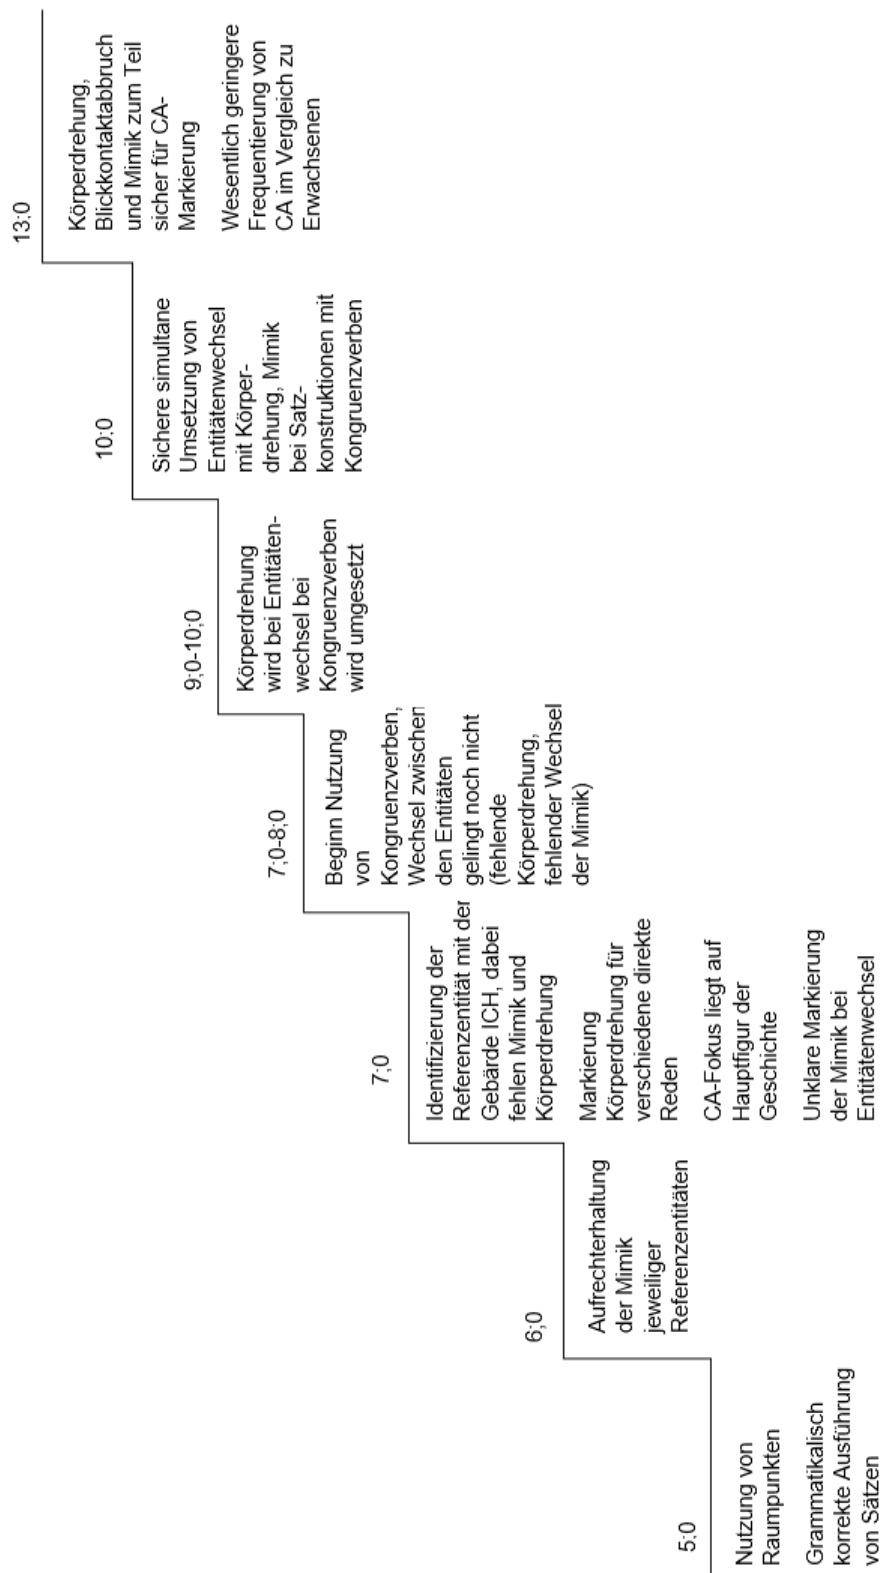 5;0
Nutzung von
Raumpunkten
Grammatikalisch
korrekte Ausführung
von Sätzen
6;0
Aufrechterhaltung
der Mimik
jeweiliger
Referenzentitäten
7;0
Identifizierung der
Referenzentität mit der
Gebärde ICH, dabei
fehlen Mimik und
Körperdrehung
Markierung
Körperdrehung für
verschiedene direkte
Reden
CA-Fokus liegt auf
Hauptfigur der
Geschichte
Unklare Markierung
der Mimik bei
Entitätenwechsel
7;0-8;0
Beginn Nutzung
von
Kongruenzverben,
Wechsel zwischen
den Entitäten
gelingt noch nicht
(fehlende
Körperdrehung,
fehlender Wechsel
der Mimik)
9;0-10;0
Körperdrehung
wird bei Entitäten-
wechsel bei
Kongruenzverben
wird umgesetzt
10;0
Sichere simultane
Umsetzung von
Entitätenwechsel
mit Körper-
drehung, Mimik
bei Satz-
konstruktionen mit
Kongruenzverben
13;0
Körperdrehung,
Blickkontaktabbruch
und Mimik zum Teil
sicher für CA-
Markierung
Wesentlich geringere
Frequentierung von
CA im Vergleich zu
Erwachsenen